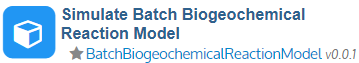 Simulate Batch Biogeochemical
Reaction Model
BatchBiogeochemicalReactionModel v0.0.1